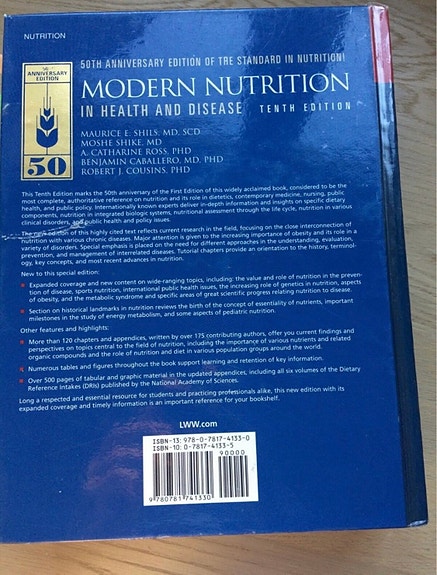 NUTRITION
50TH ANNIVERSARY EDITION OF THE STANDARD IN NUTRITION!
50
ANNIVERSARY
EDITION
MODERN NUTRITION
IN HEALTH AND DISEASE TENTH EDITION
MAURICE E. SHILS, MD, SCD
MOSHE SHIKE, MD
A. CATHARINE ROSS, PHD
BENJAMIN CABALLERO, MD, PHD
ROBERT J. COUSINS, PHD
50
This Tenth Edition marks the 50th anniversary of the First Edition of this widely acclaimed book, considered to be the
most complete, authoritative reference on nutrition and its role in dietetics, contemporary medicine, nursing, public
health, and public policy. Internationally known experts deliver in-depth information and insights on specific dietary
components, nutrition in integrated biologic systems, nutritional assessment through the life cycle, nutrition in various
clinical disorders, and public health and policy issues.
The new edition of this highly cited text reflects current research in the field, focusing on the close interconnection of
nutrition with various chronic diseases. Major attention is given to the increasing importance of obesity and its role in a
variety of disorders. Special emphasis is placed on the need for different approaches in the understanding, evaluation,
prevention, and management of interrelated diseases. Tutorial chapters provide an orientation to the history, terminol-
ogy, key concepts, and most recent advances in nutrition.
New to this special edition:
Expanded coverage and new content on wide-ranging topics, including: the value and role of nutrition in the preven-
tion of disease, sports nutrition, international public health issues, the increasing role of genetics in nutrition, aspects
of obesity, and the metabolic syndrome and specific areas of great scientific progress relating nutrition to disease.
Section on historical landmarks in nutrition reviews the birth of the concept of essentiality of nutrients, important
milestones in the study of energy metabolism, and some aspects of pediatric nutrition.
Other features and highlights:
More than 120 chapters and appendixes, written by over 175 contributing authors, offer you current findings and
perspectives on topics central to the field of nutrition, including the importance of various nutrients and related
organic compounds and the role of nutrition and diet in various population groups around the world.
Numerous tables and figures throughout the book support learning and retention of key information.
Over 500 pages of tabular and graphic material in the updated appendixes, including all six volumes of the Dietary
Reference Intakes (DRIs) published by the National Academy of Sciences.
Long a respected and essential resource for students and practicing professionals alike, this new edition with its
expanded coverage and timely information is an important reference for your bookshelf.
LWW.com
ISBN-13: 978-0-7817-4133-0
ISBN-10: 0-7817-4133-5
90000
9 780781 741330